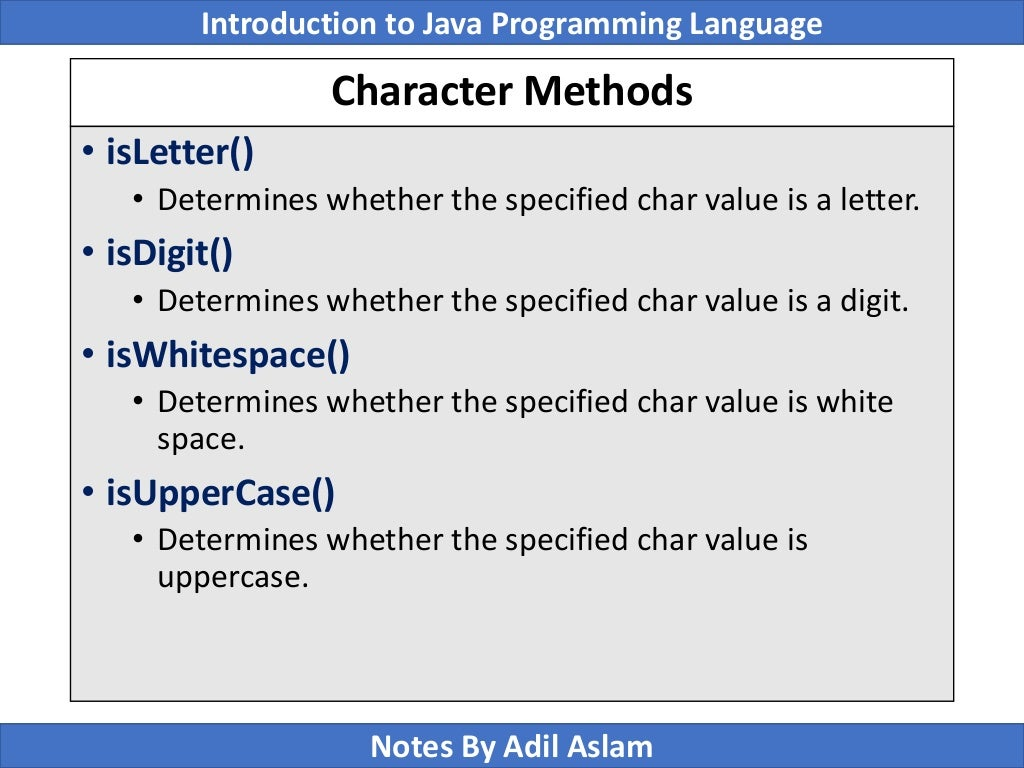 Introduction to Java Programming Language
Character Methods
• isLetter()
• Determines whether the specified char value is a letter.
• isDigit()
• Determines whether the specified char value is a digit.
• isWhitespace()
• Determines whether the specified char value is white
space.
• isUpperCase()
• Determines whether the specified char value is
uppercase.
Notes By Adil Aslam